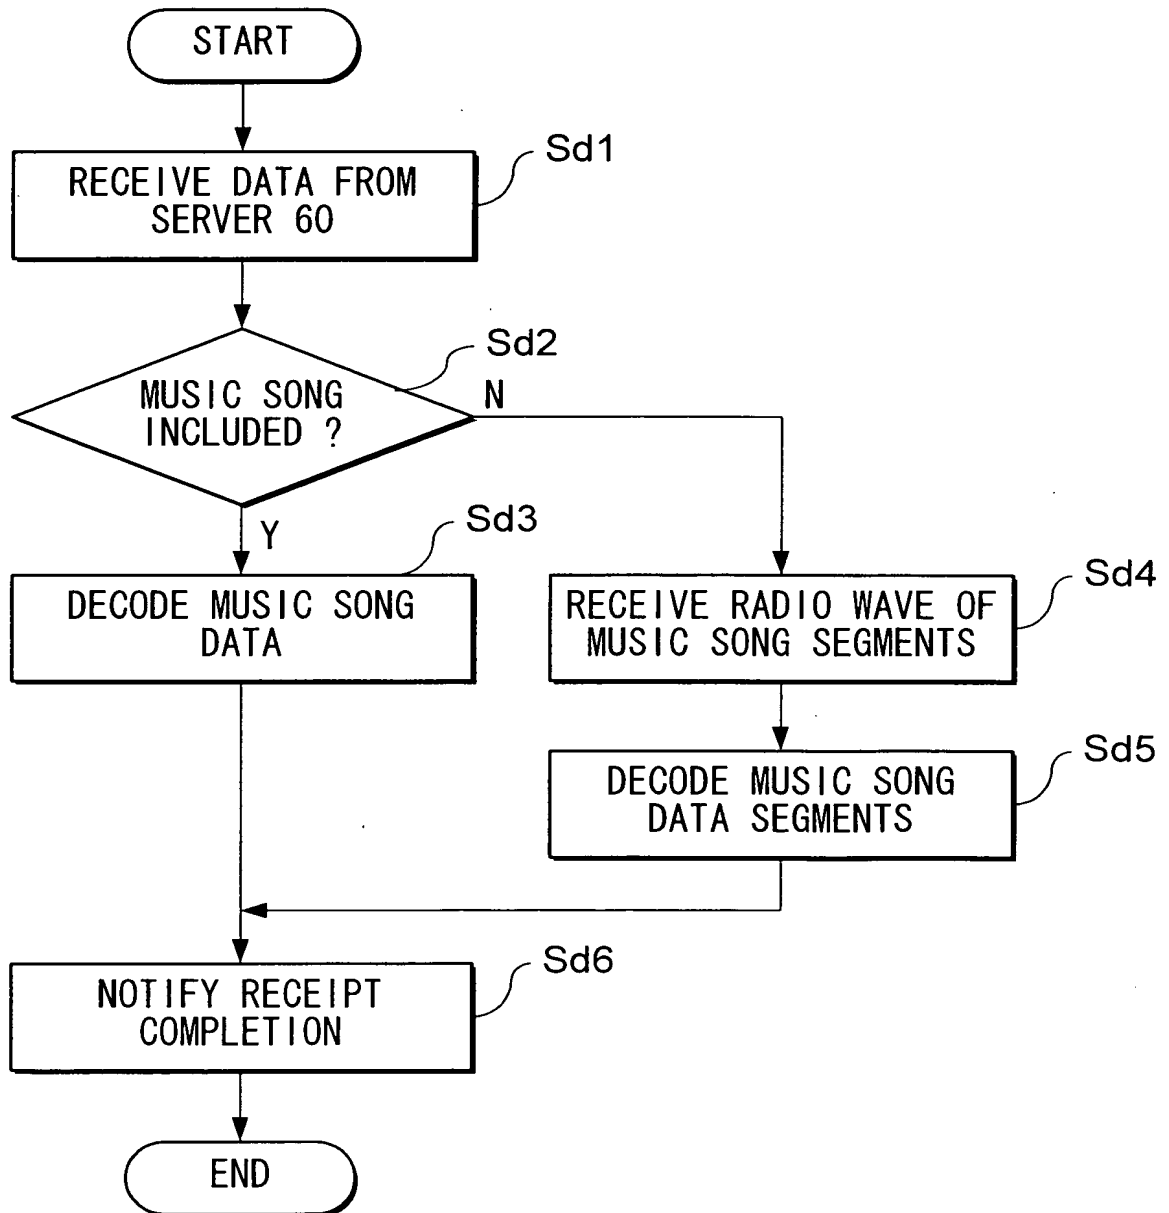 START
Sd1
RECEIVE DATA FROM
SERVER 60
Sd2
MUSIC SONG
INCLUDED ?
N
Y
Sd3
DECODE MUSIC SONG
DATA
Sd4
RECEIVE RADIO WAVE OF
MUSIC SONG SEGMENTS
Sd5
DECODE MUSIC SONG
DATA SEGMENTS
Sd6
NOTIFY RECEIPT
COMPLETION
END